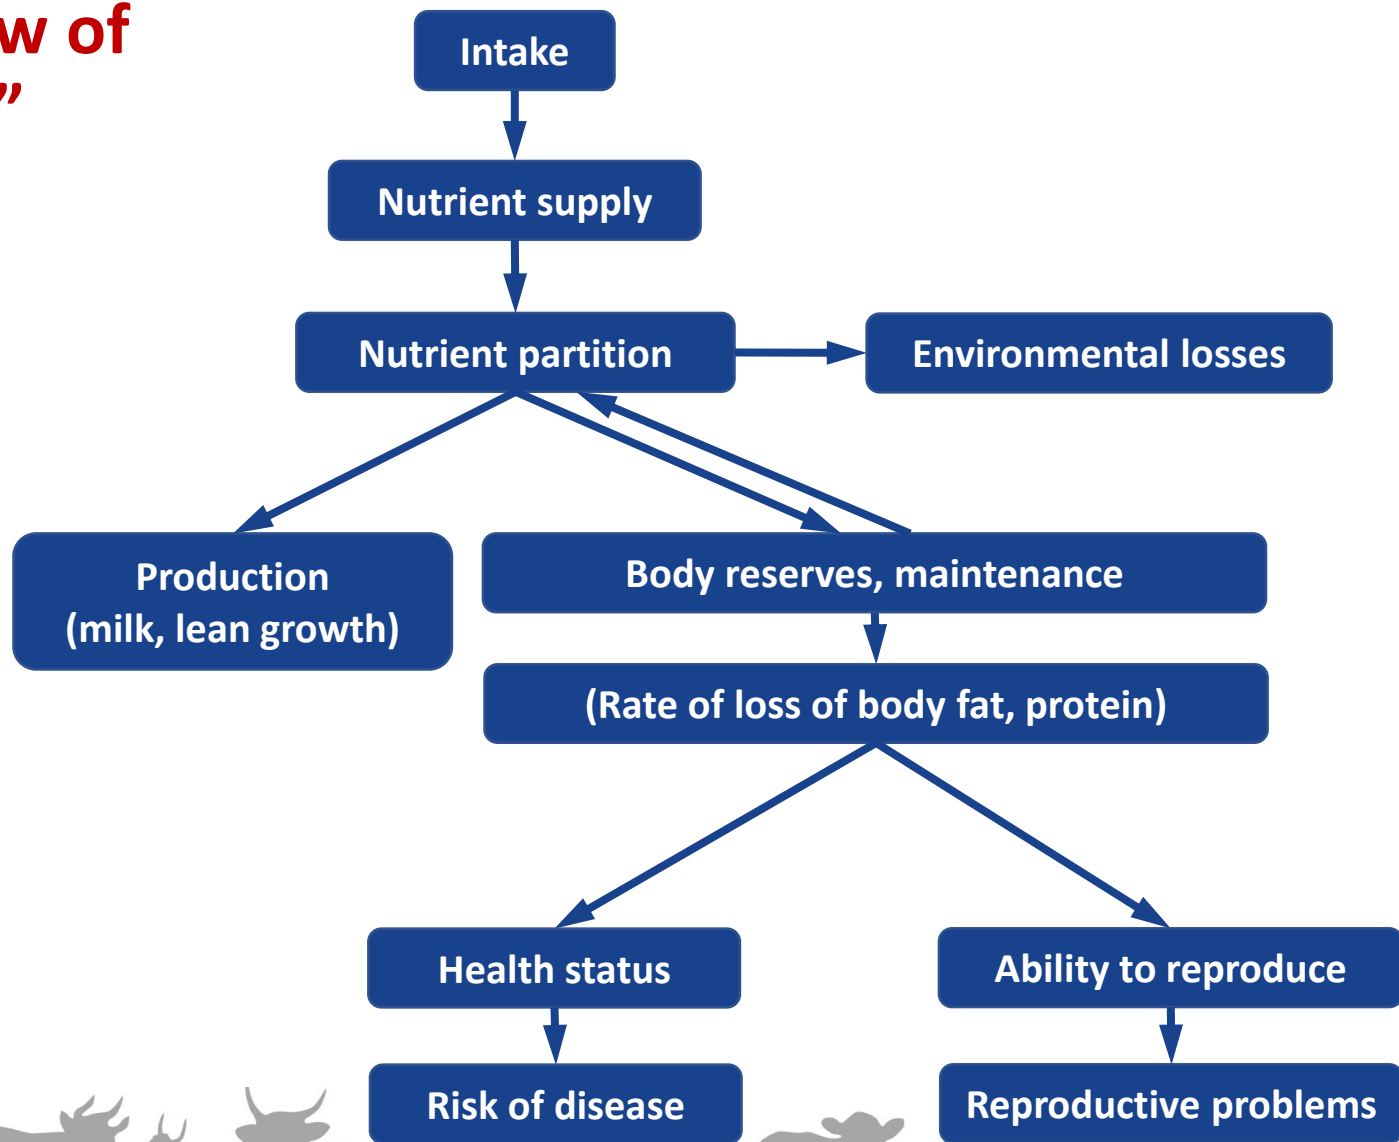 of
”
Intake
Nutrient supply
Nutrient partition
Environmental losses
Production
(milk, lean growth)
Body reserves, maintenance
(Rate of loss of body fat, protein)
Health status
Ability to reproduce
Risk of disease
Reproductive problems